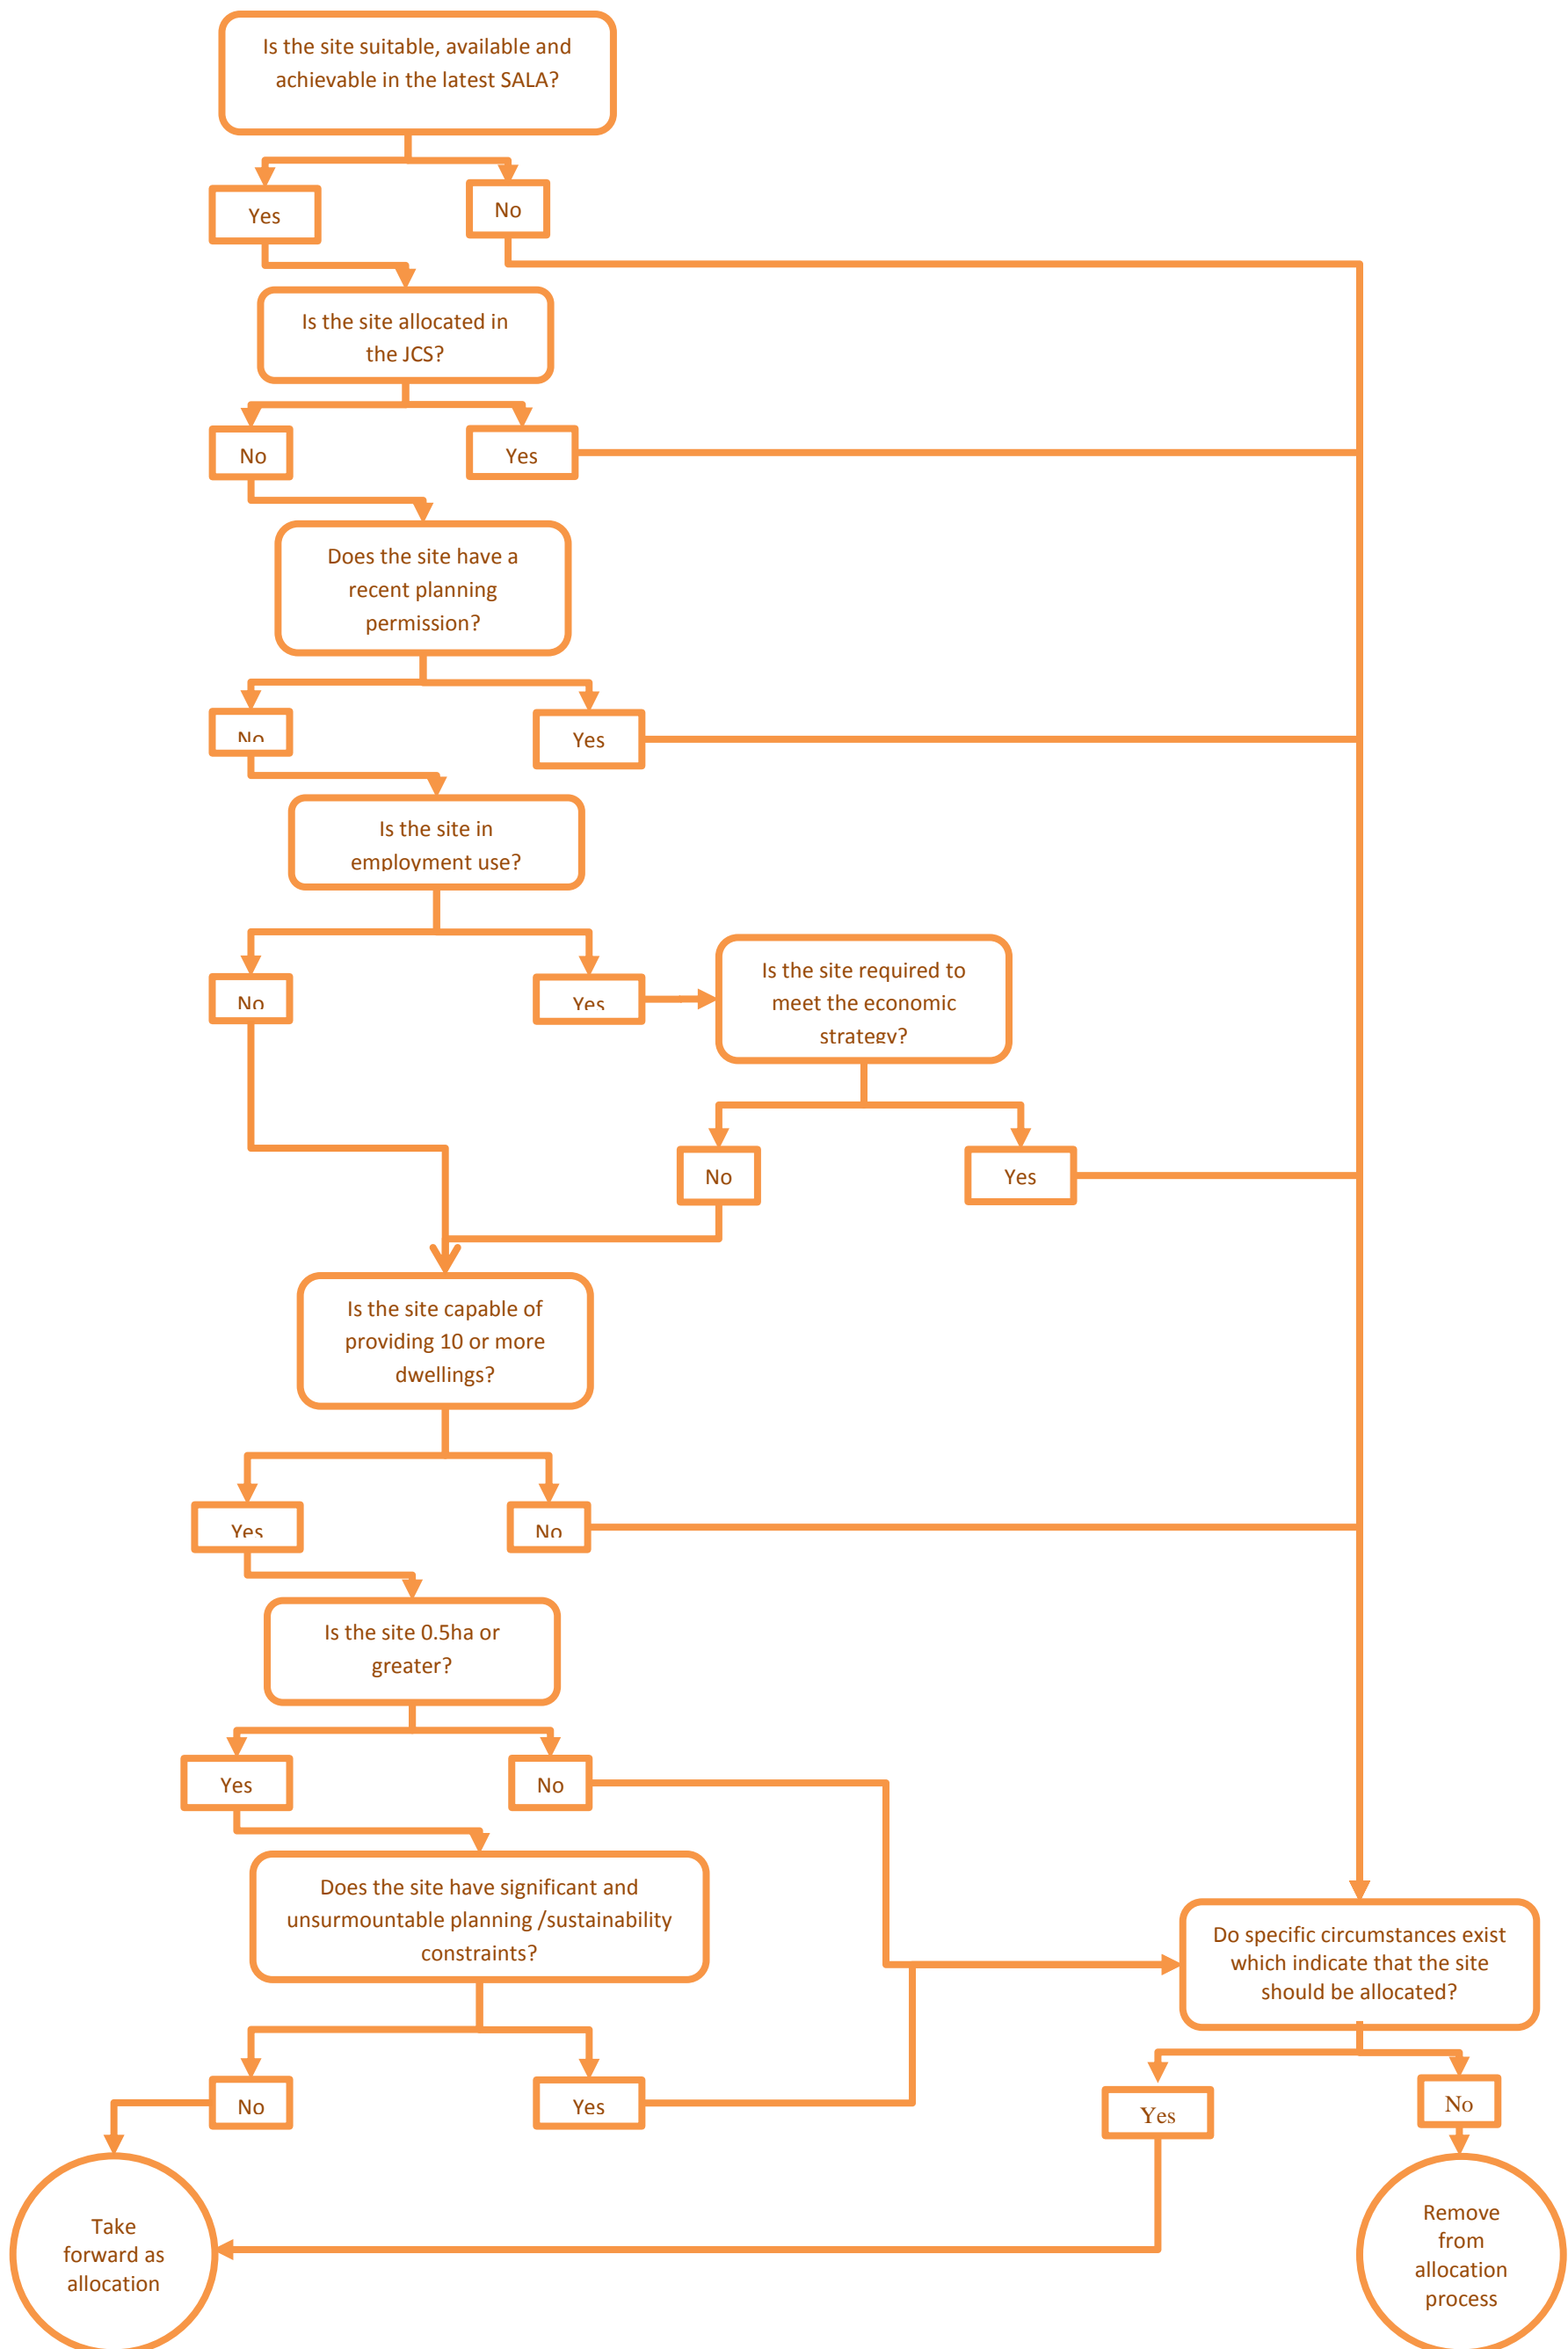 Is the site suitable, available and
achievable in the latest SALA?
Yes
No
Is the site allocated in
the JCS?
No
Yes
Does the site have a
recent planning
permission?
No
Yes
Is the site in
employment use?
No
Yes
Is the site required to
meet the economic
strategy?
No
Yes
Is the site capable of
providing 10 or more
dwellings?
Yes
No
Is the site 0.5ha or
greater?
Yes
No
Does the site have significant and
unsurmountable planning /sustainability
constraints?
Do specific circumstances exist
which indicate that the site
should be allocated?
No
Yes
Yes
No
Take
forward as
allocation
Remove
from
allocation
process